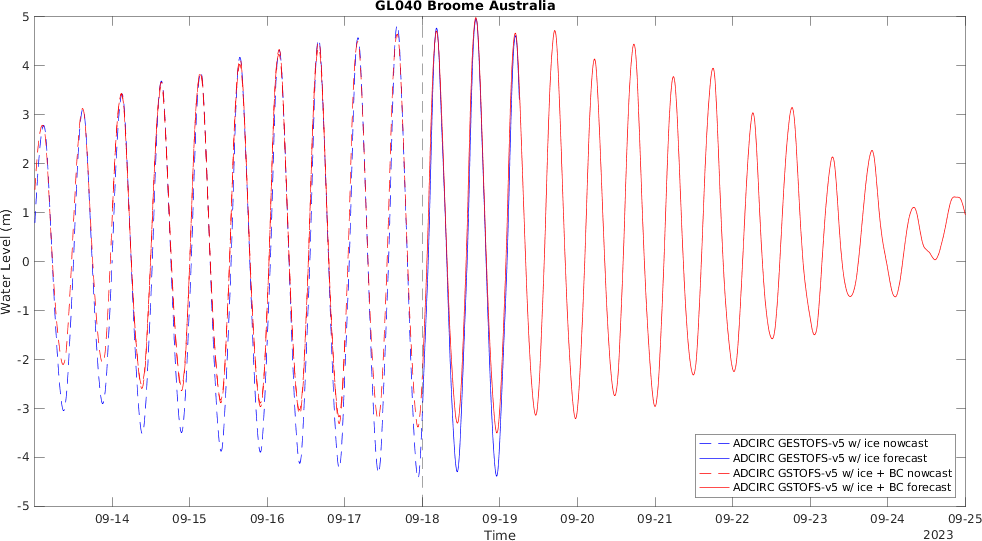 GL040 Broome Australia
5
4
3
2
1
0
-1
-2
-3
-4
-5
Water Level (m)
ADCIRC GESTOFS-v5 w/ ice nowcast
ADCIRC GESTOFS-v5 w/ ice forecast
ADCIRC GSTOFS-v5 w/ ice + BC nowcast
ADCIRC GSTOFS-v5 w/ ice + BC forecast
09-14 09-15 09-16 09-17 09-18 09-19 09-20 09-21 09-22 09-23 09-24 09-25
Time 2023